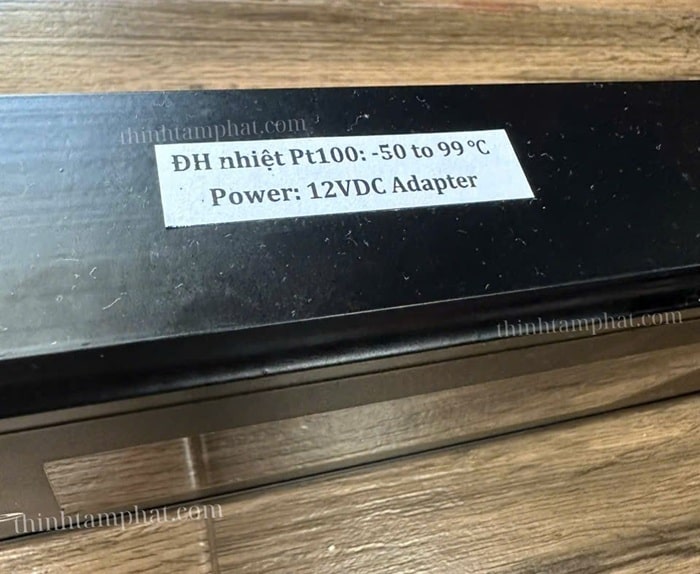 thinhtamphat.com
ĐH nhiệt Pt100: -50 to 99 °C
Power: 12VDC Adapter
thinhtamphat.com
thinhtamphat.com